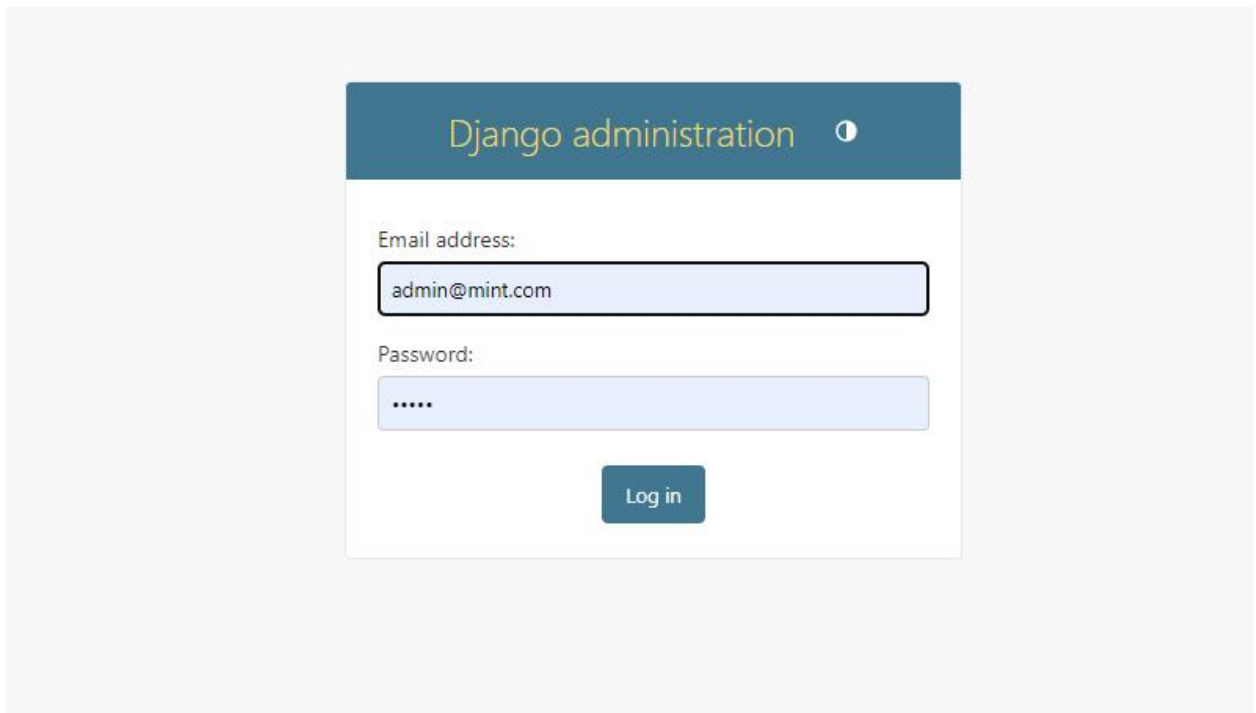 Django administration
Email address:
admin@mint.com
Password:
•••••
Log in